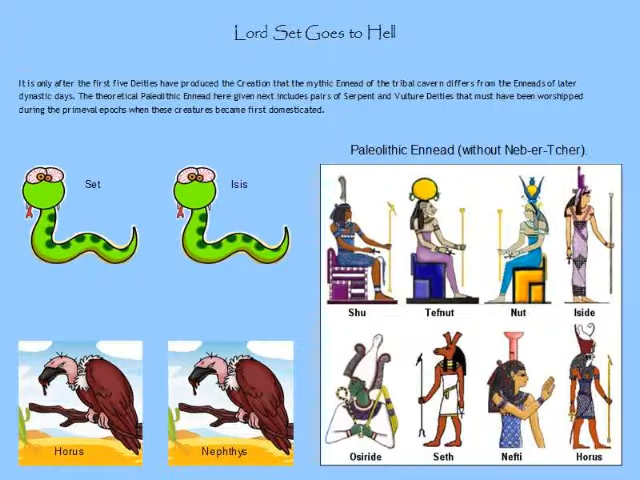 Lord Set Goes to Hell
It is only after the first five Deities have produced the Creation that the mythic Ennead of the tribal cavern differs from the Enneads of later
dynastic days. The theoretical Paleolithic Ennead here given next includes pairs of Serpent and Vulture Deities that must have been worshipped
during the primeval epochs when these creatures became first domesticated.
Paleolithic Ennead (without Neb-er-Tcher).
Set
Isis
Shu
Tefnut
Nut
Iside
Horus
Nephthys
Osiride
Seth
Nefti
Horus